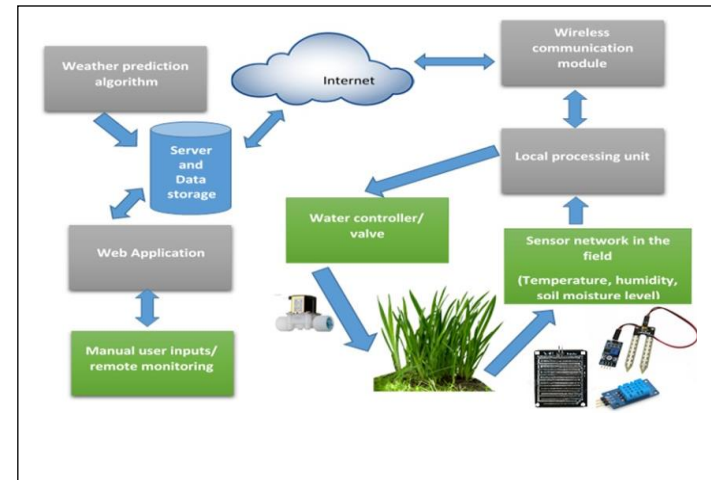 Weather prediction
algorithm
Internet
Wireless
communication
module
Server
and
Data
storage
Local processing unit
Water controller/
valve
Web Application
Sensor network in the
field
(Temperature, humidity,
soil moisture level)
Manual user inputs/
remote monitoring